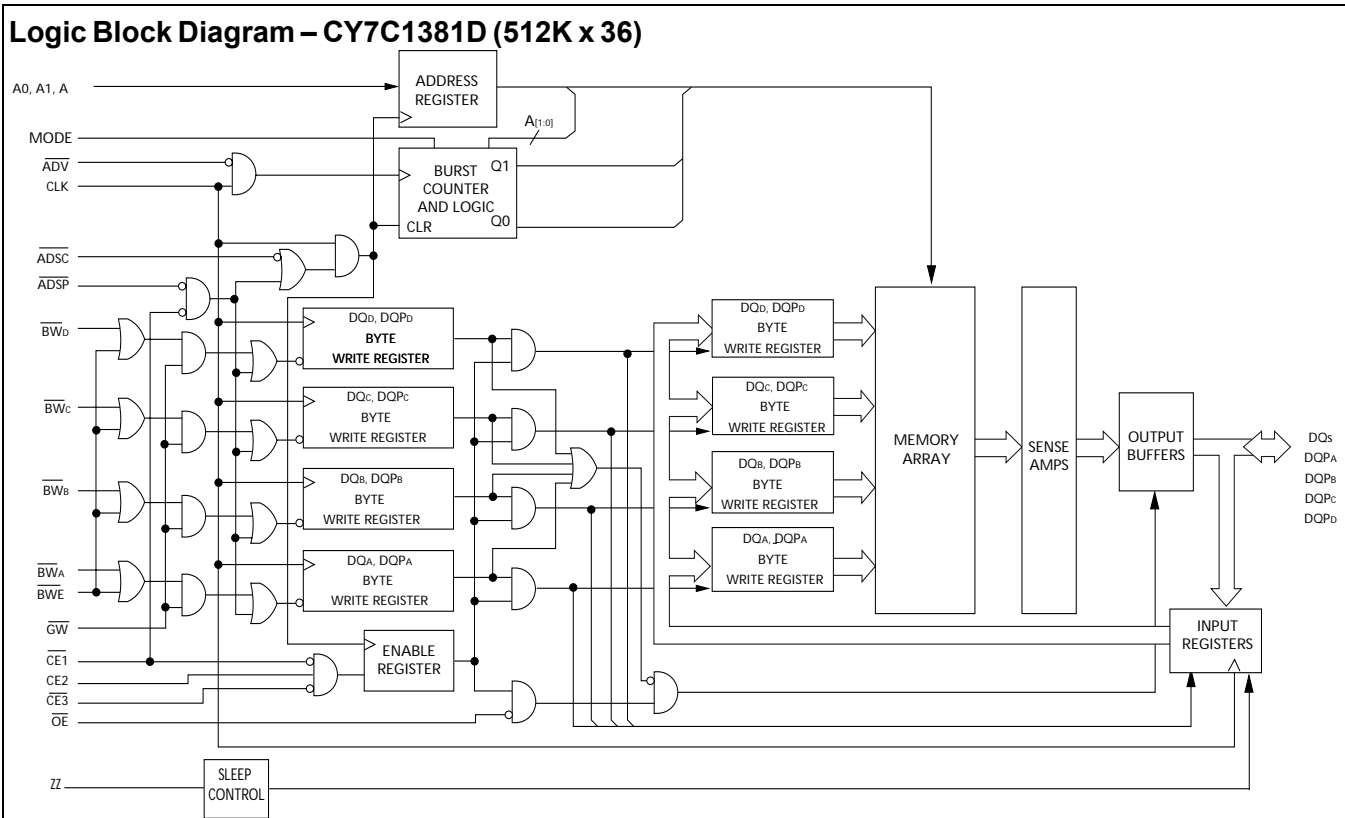 Logic Block Diagram – CY7C1381D (512K x 36)
A0, A1, A
ADDRESS
REGISTER
MODE
A[1:0]
ADV
CLK
BURST
COUNTER
AND LOGIC
CLR
Q1
Q0
ADSC
ADSP
BWD
DQD, DQPD
BYTE
WRITE REGISTER
DQD, DQPD
BYTE
WRITE REGISTER
BWC
DQC, DQPC
BYTE
WRITE REGISTER
DQC, DQPC
BYTE
WRITE REGISTER
MEMORY
ARRAY
SENSE
AMPS
OUTPUT
BUFFERS
DQs
DQPA
DQPB
DQPC
DQPD
BWB
DQB, DQPB
BYTE
WRITE REGISTER
DQB, DQPB
BYTE
WRITE REGISTER
BWA
BWE
DQA, DQPA
BYTE
WRITE REGISTER
DQA, DQPA
BYTE
WRITE REGISTER
GW
CE1
CE2
CE3
OE
ENABLE
REGISTER
INPUT
REGISTERS
ZZ
SLEEP
CONTROL